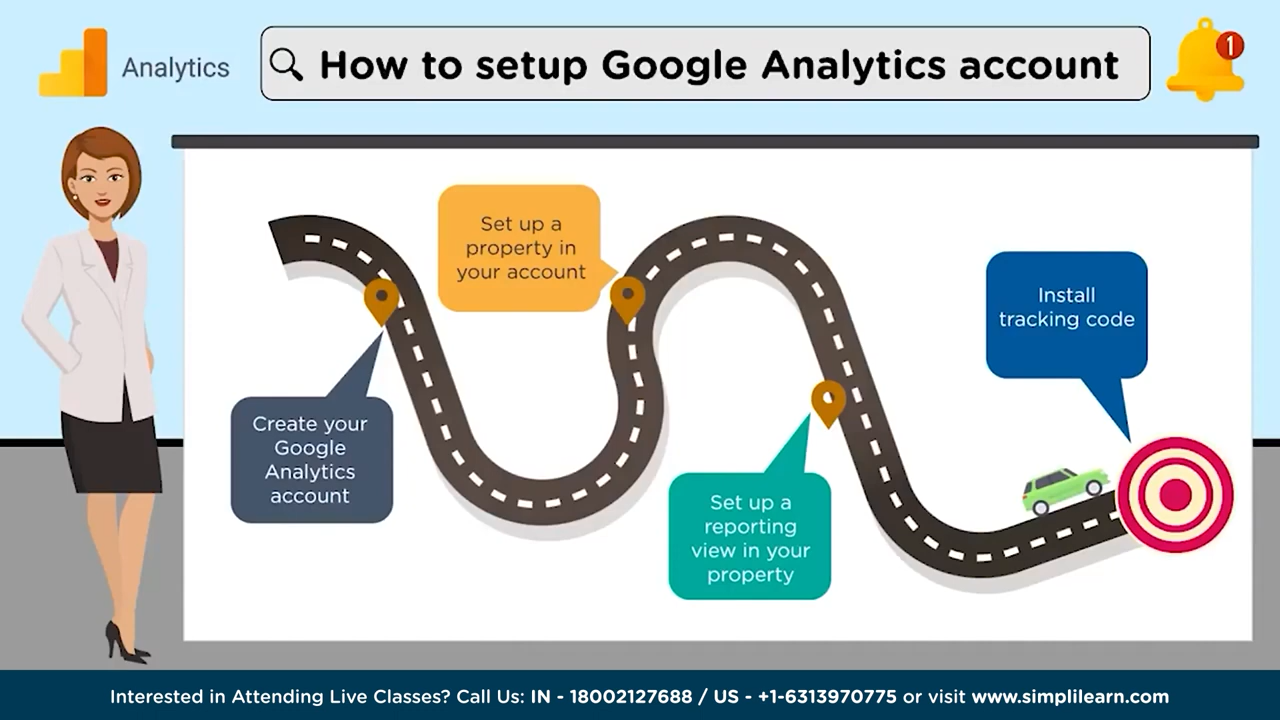 Analytics
How to setup Google Analytics account
1
Set up a
property in
your account
Install
tracking code
Create your
Google
Analytics
account
Set up a
reporting
view in your
property
Interested in Attending Live Classes? Call Us: IN - 18002127688 / US - +1-6313970775 or visit www.simplilearn.com